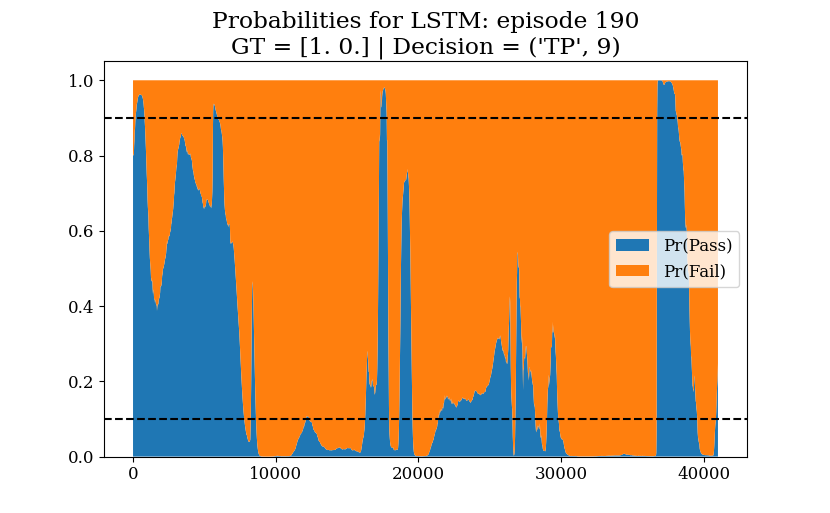 Probabilities for LSTM: episode 190
GT = [1. 0.] | Decision = ('TP', 9)
1.0
0.8
0.6
0.4
0.2
0.0
Pr(Pass)
Pr(Fail)
0 10000 20000 30000 40000